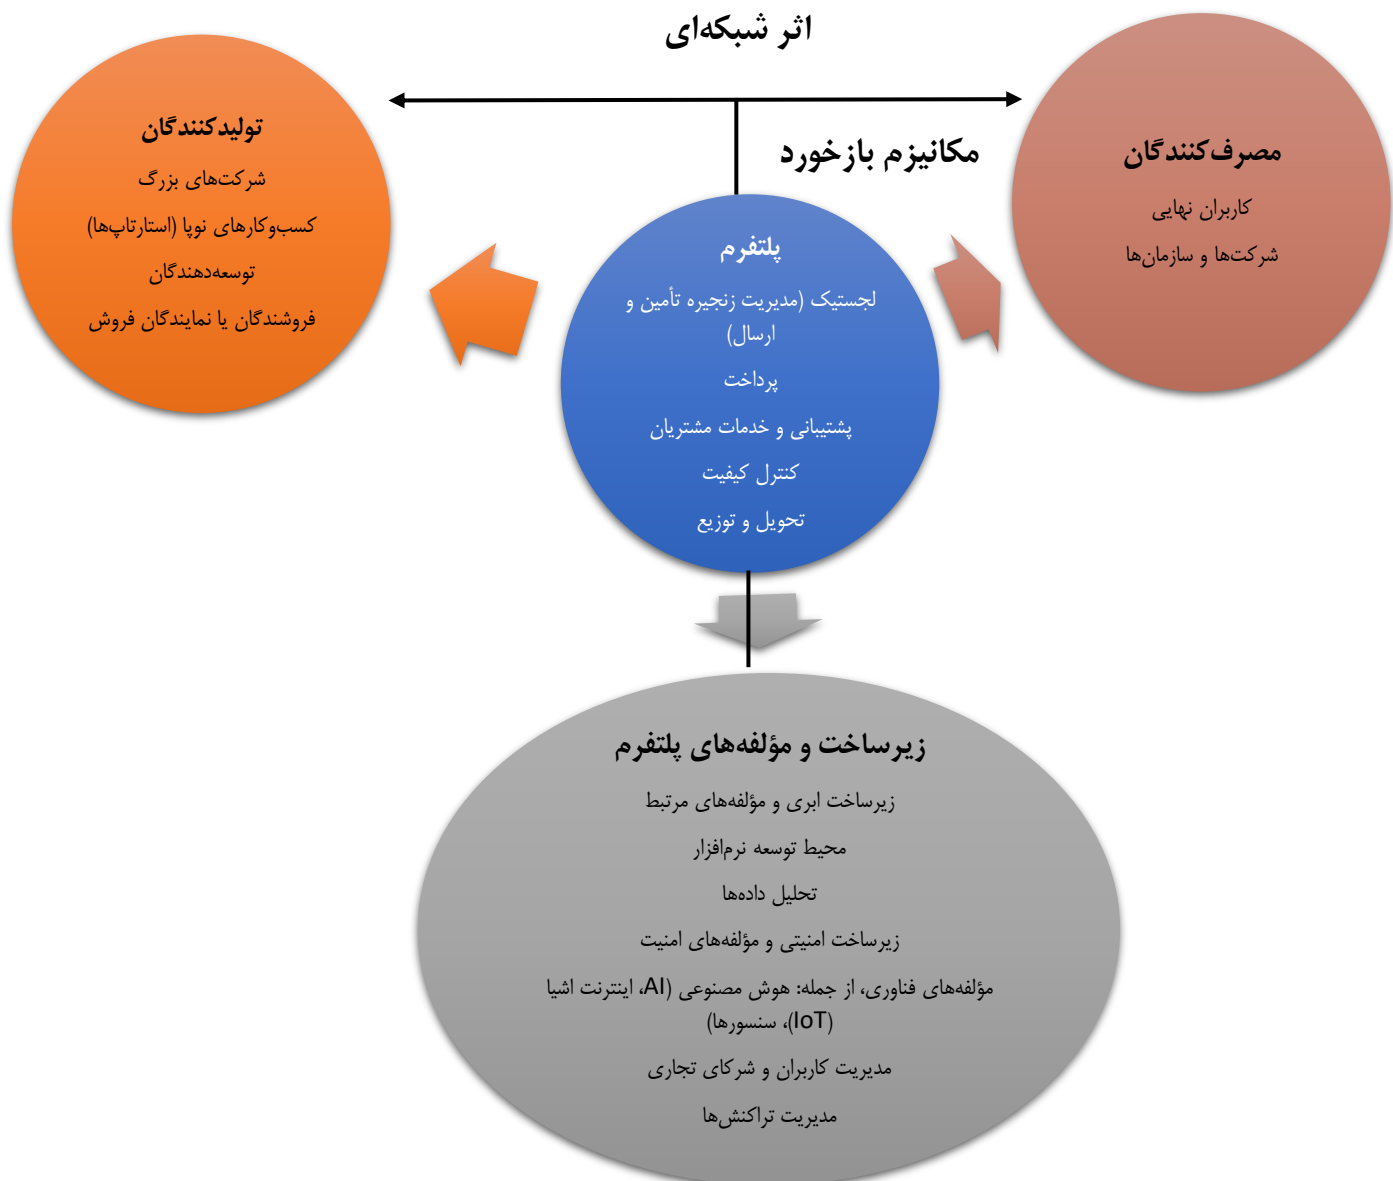 اثر شبکه‌ای
مکانیزم بازخورد
مصرف‌کنندگان
کاربران نهایی
شرکت‌ها و سازمان‌ها
تولیدکنندگان
شرکت‌های بزرگ
کسب‌وکارهای نوپا (استارتاپ‌ها)
توسعه‌دهندگان
فروشندگان یا نمایندگان فروش
پلتفرم
لجستیک (مدیریت زنجیره تأمین و
ارسال)
پرداخت
پشتیبانی و خدمات مشتریان
کنترل کیفیت
تحویل و توزیع
زیرساخت و مؤلفه‌های پلتفرم
زیرساخت ابری و مؤلفه‌های مرتبط
محیط توسعه نرم‌افزار
تحلیل داده‌ها
زیرساخت امنیتی و مؤلفه‌های امنیت
مؤلفه‌های فناوری، از جمله: هوش مصنوعی (AI، اینترنت اشیا
(IoT)، سنسورها)
مدیریت کاربران و شرکای تجاری
مدیریت تراکنش‌ها